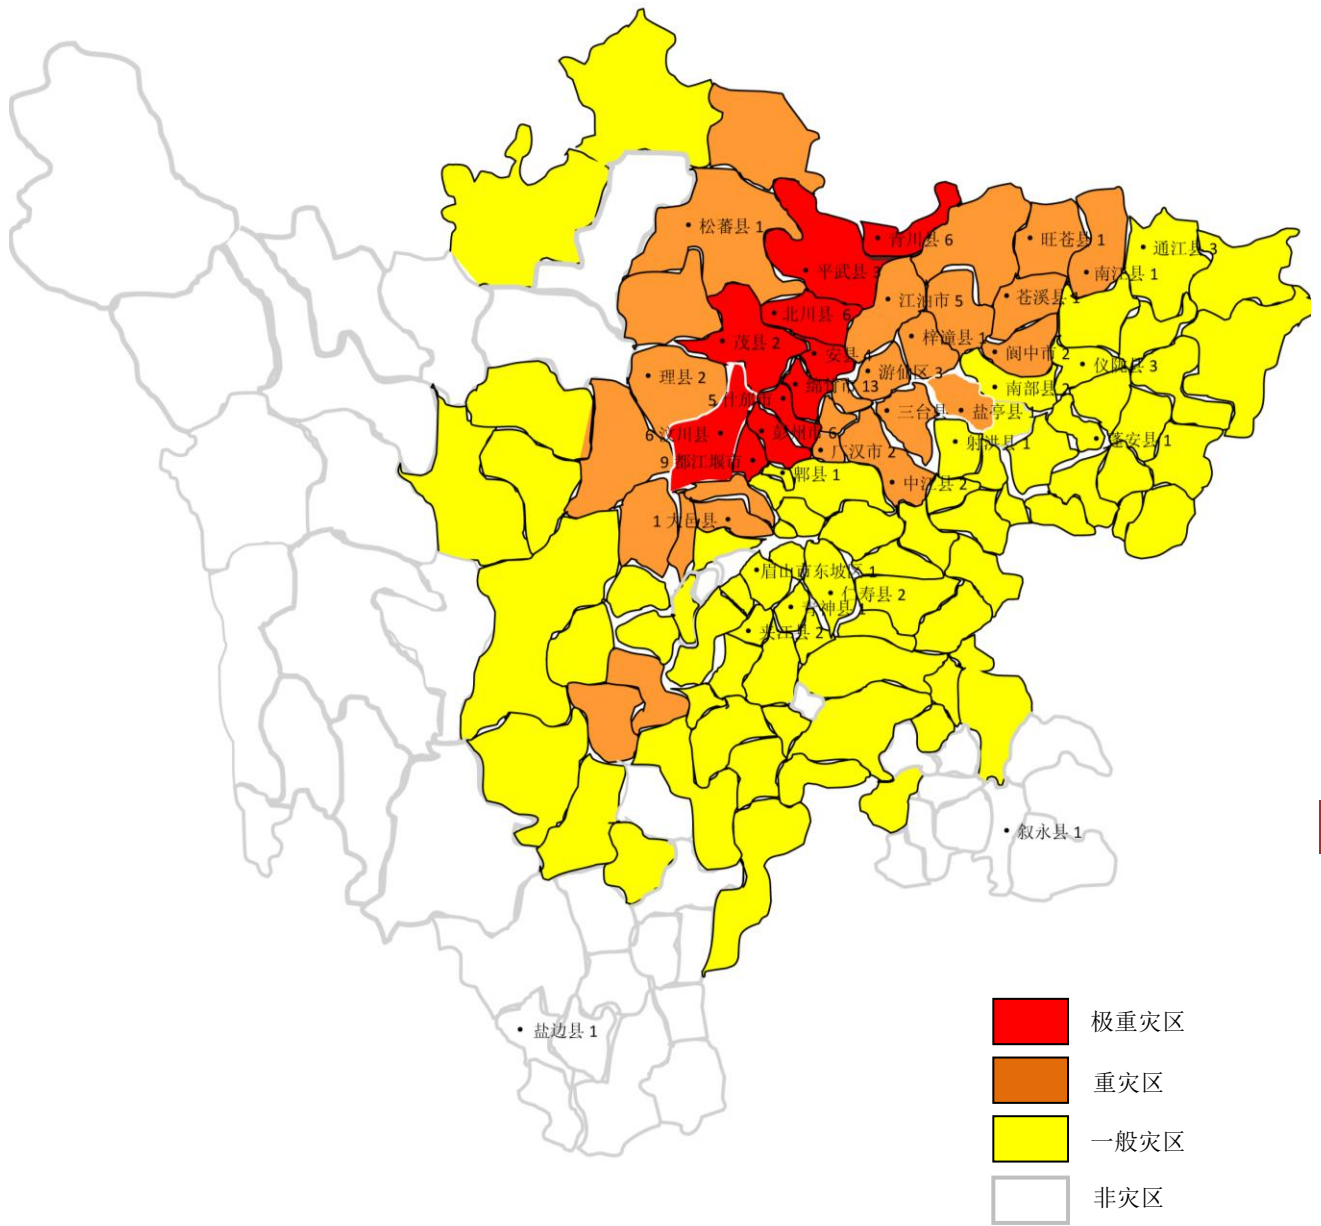 松蕃县 1
青川县 6
旺苍县 1
通江县 3
平武县 3
南江县 1
江油市 5
苍溪县 1
北川县 6
茂县 2
梓潼县 1
安县 4
阆中市 2
仪陇县 3
理县 2
游仙区 3
绵竹市 13
南部县 2
5 什邡市
三台县
盐亭县 1
6 汶川县
彭州市 6
射洪县 1
蓬安县 1
广汉市 2
9 都江堰市
郫县 1
中江县 2
1 大邑县
眉山市东坡区 1
仁寿县 2
青神县 1
夹江县 2
叙永县 1
盐边县 1
极重灾区
重灾区
一般灾区
非灾区